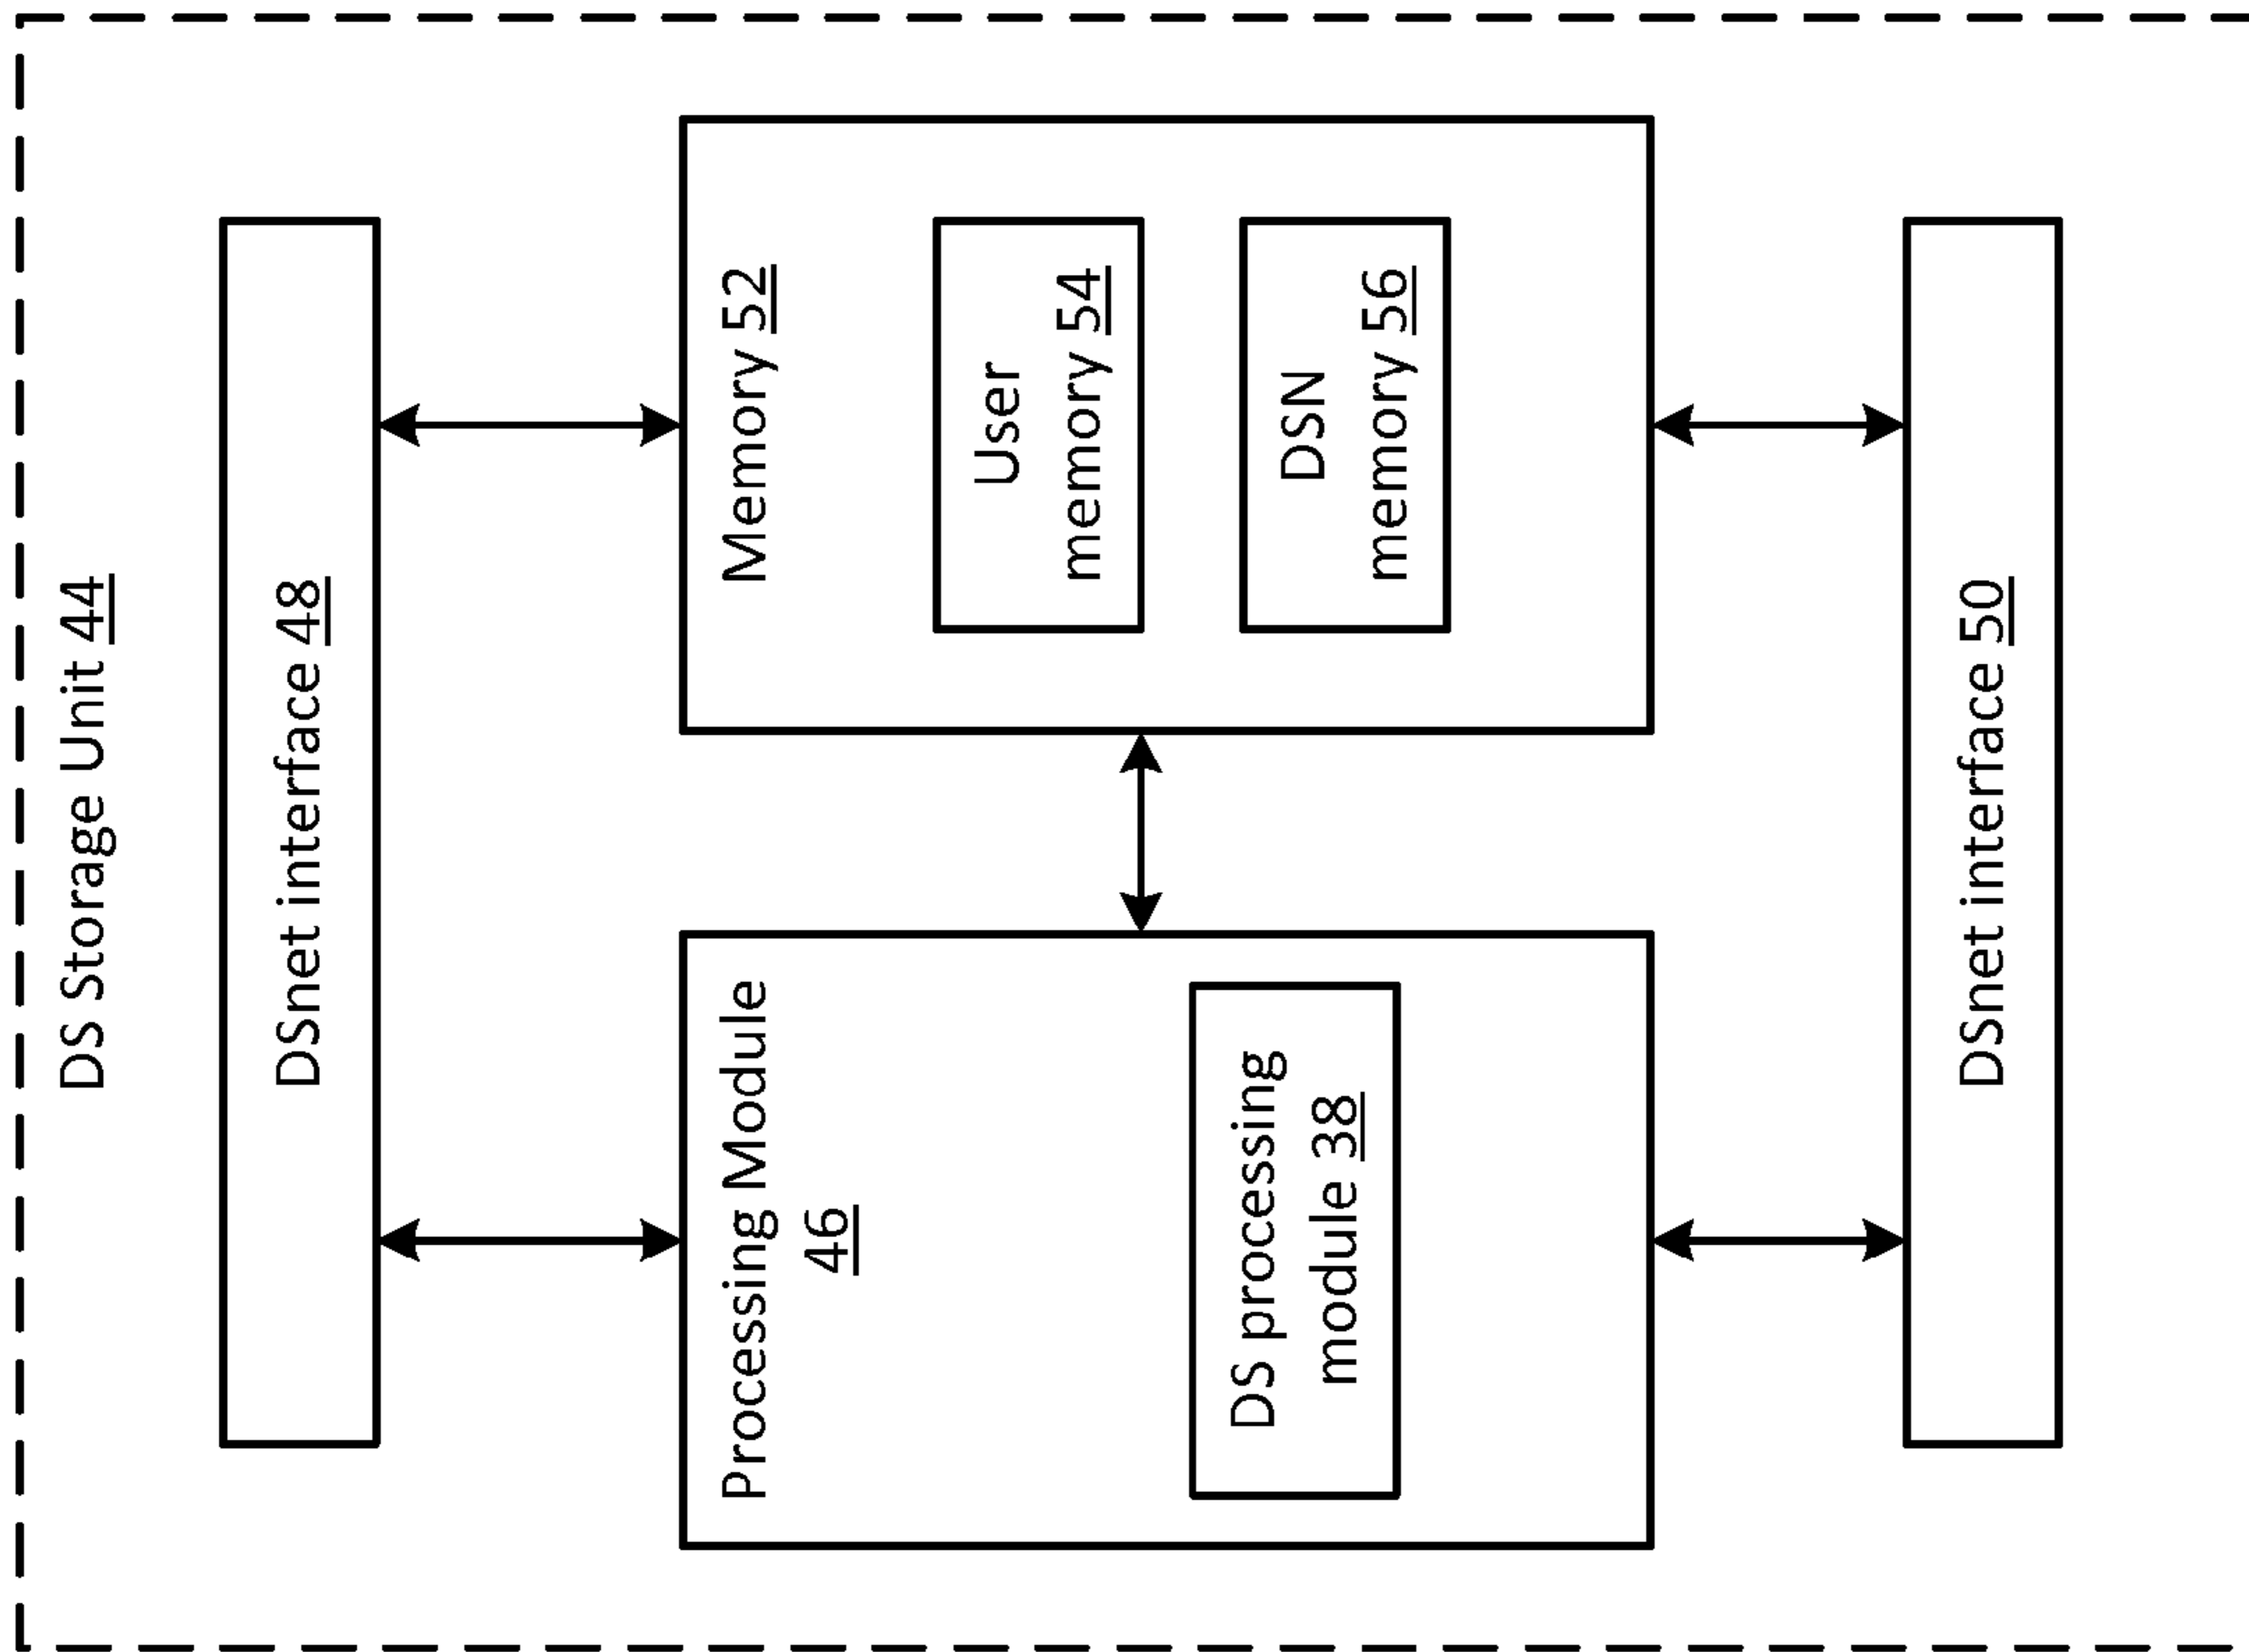 DS Storage Unit 44
DSnet interface 48
Processing Module
46
DS processing
module 38
Memory 52
User
memory 54
DSN
memory 56
DSnet interface 50